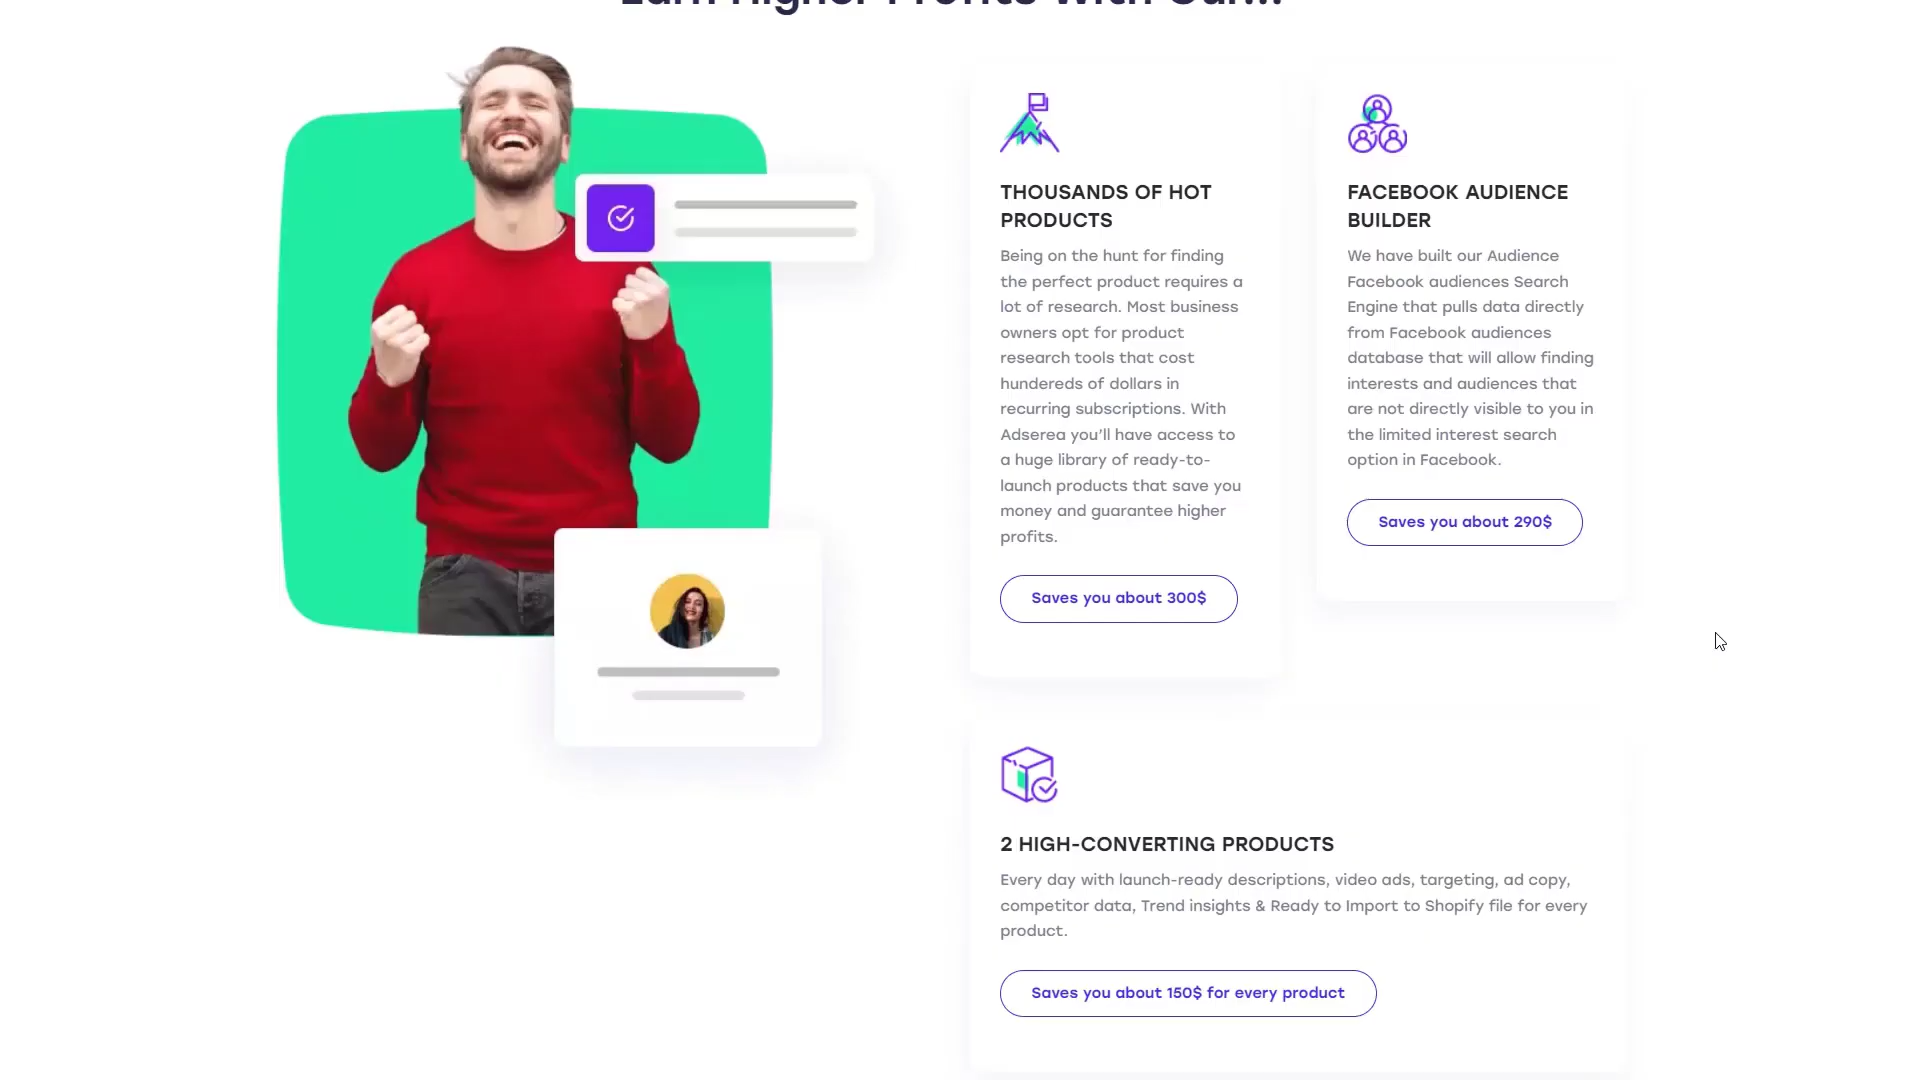 Earn Higher Profits With Our...
THOUSANDS OF HOT
PRODUCTS
Being on the hunt for finding
the perfect product requires a
lot of research. Most business
owners opt for product
research tools that cost
hundereds of dollars in
recurring subscriptions. With
Adserea you’ll have access to
a huge library of ready-to-
launch products that save you
money and guarantee higher
profits.
Saves you about 300$
FACEBOOK AUDIENCE
BUILDER
We have built our Audience
Facebook audiences Search
Engine that pulls data directly
from Facebook audiences
database that will allow finding
interests and audiences that
are not directly visible to you in
the limited interest search
option in Facebook.
Saves you about 290$
2 HIGH-CONVERTING PRODUCTS
Every day with launch-ready descriptions, video ads, targeting, ad copy,
competitor data, Trend insights & Ready to Import to Shopify file for every
product.
Saves you about 150$ for every product